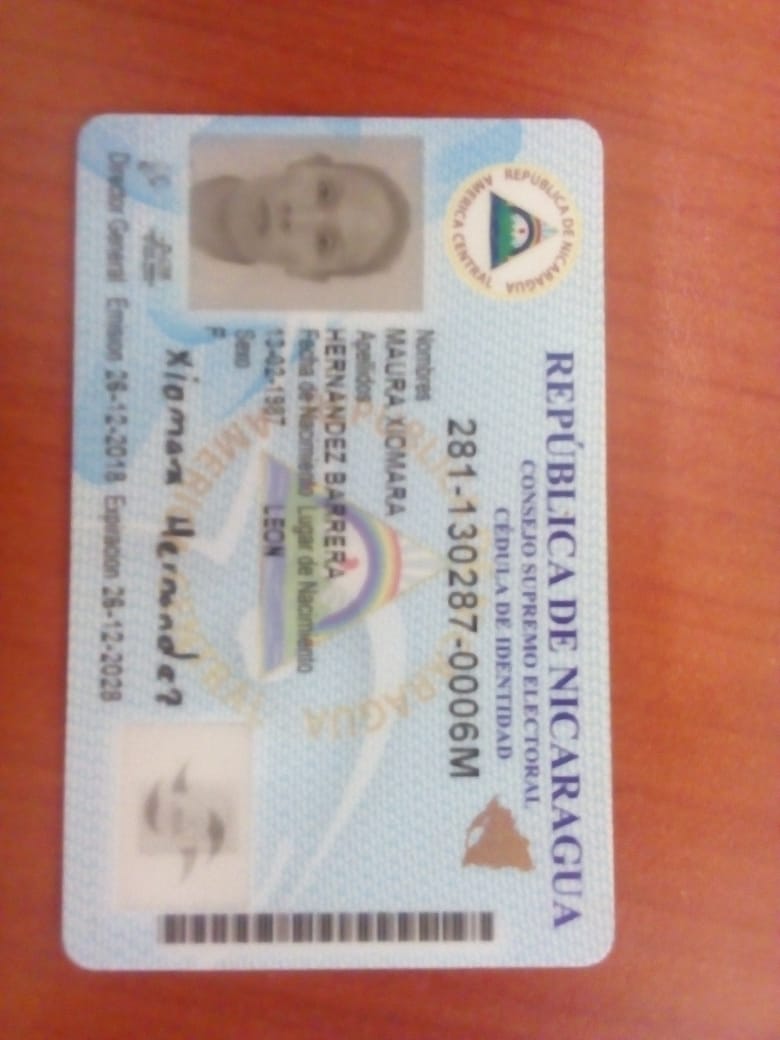 REPÚBLICA DE NICARAGUA
CONSEJO SUPREMO ELECTORAL
CÉDULA DE IDENTIDAD
REPÚBLICA DE NICARAGUA
AMERICA CENTRAL
281-130287-0006M
Nombres
MAURA XIOMARA
Apellidos
HERNANDEZ BARRERA
Fecha de Nacimiento Lugar de Nacimiento
13-02-1987 LEON
Sexo
F
Xiomara Hernandez
Director General Emision 26-12-2018 Expiracion 26-12-2028